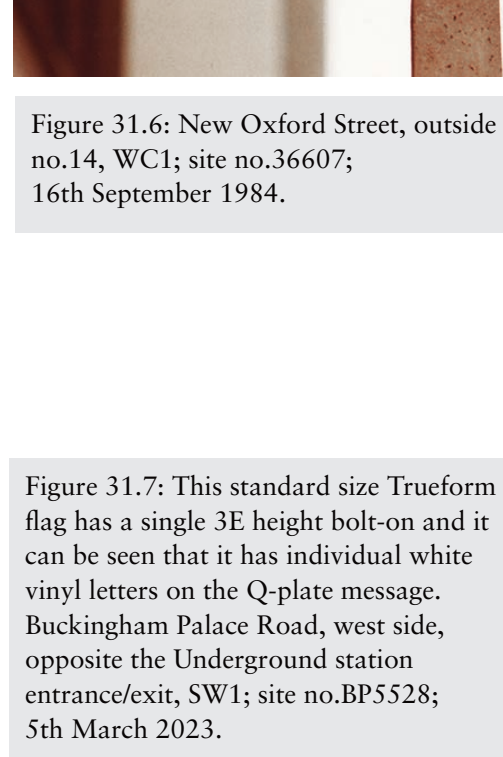 Figure 31.6: New Oxford Street, outside
no.14, WC1; site no.36607;
16th September 1984.
Figure 31.7: This standard size Trueform
flag has a single 3E height bolt-on and it
can be seen that it has individual white
vinyl letters on the Q-plate message.
Buckingham Palace Road, west side,
opposite the Underground station
entrance/exit, SW1; site no.BP5528;
5th March 2023.